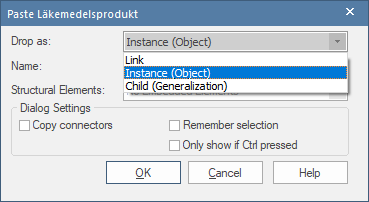 Paste Läkemedelsprodukt
Drop as: Instance (Object)
Link
Name:
Instance (Object)
Child (Generalization)
Structural Elements:
Dialog Settings
Copy connectors
Remember selection
Only show if Ctrl pressed
OK
Cancel
Help